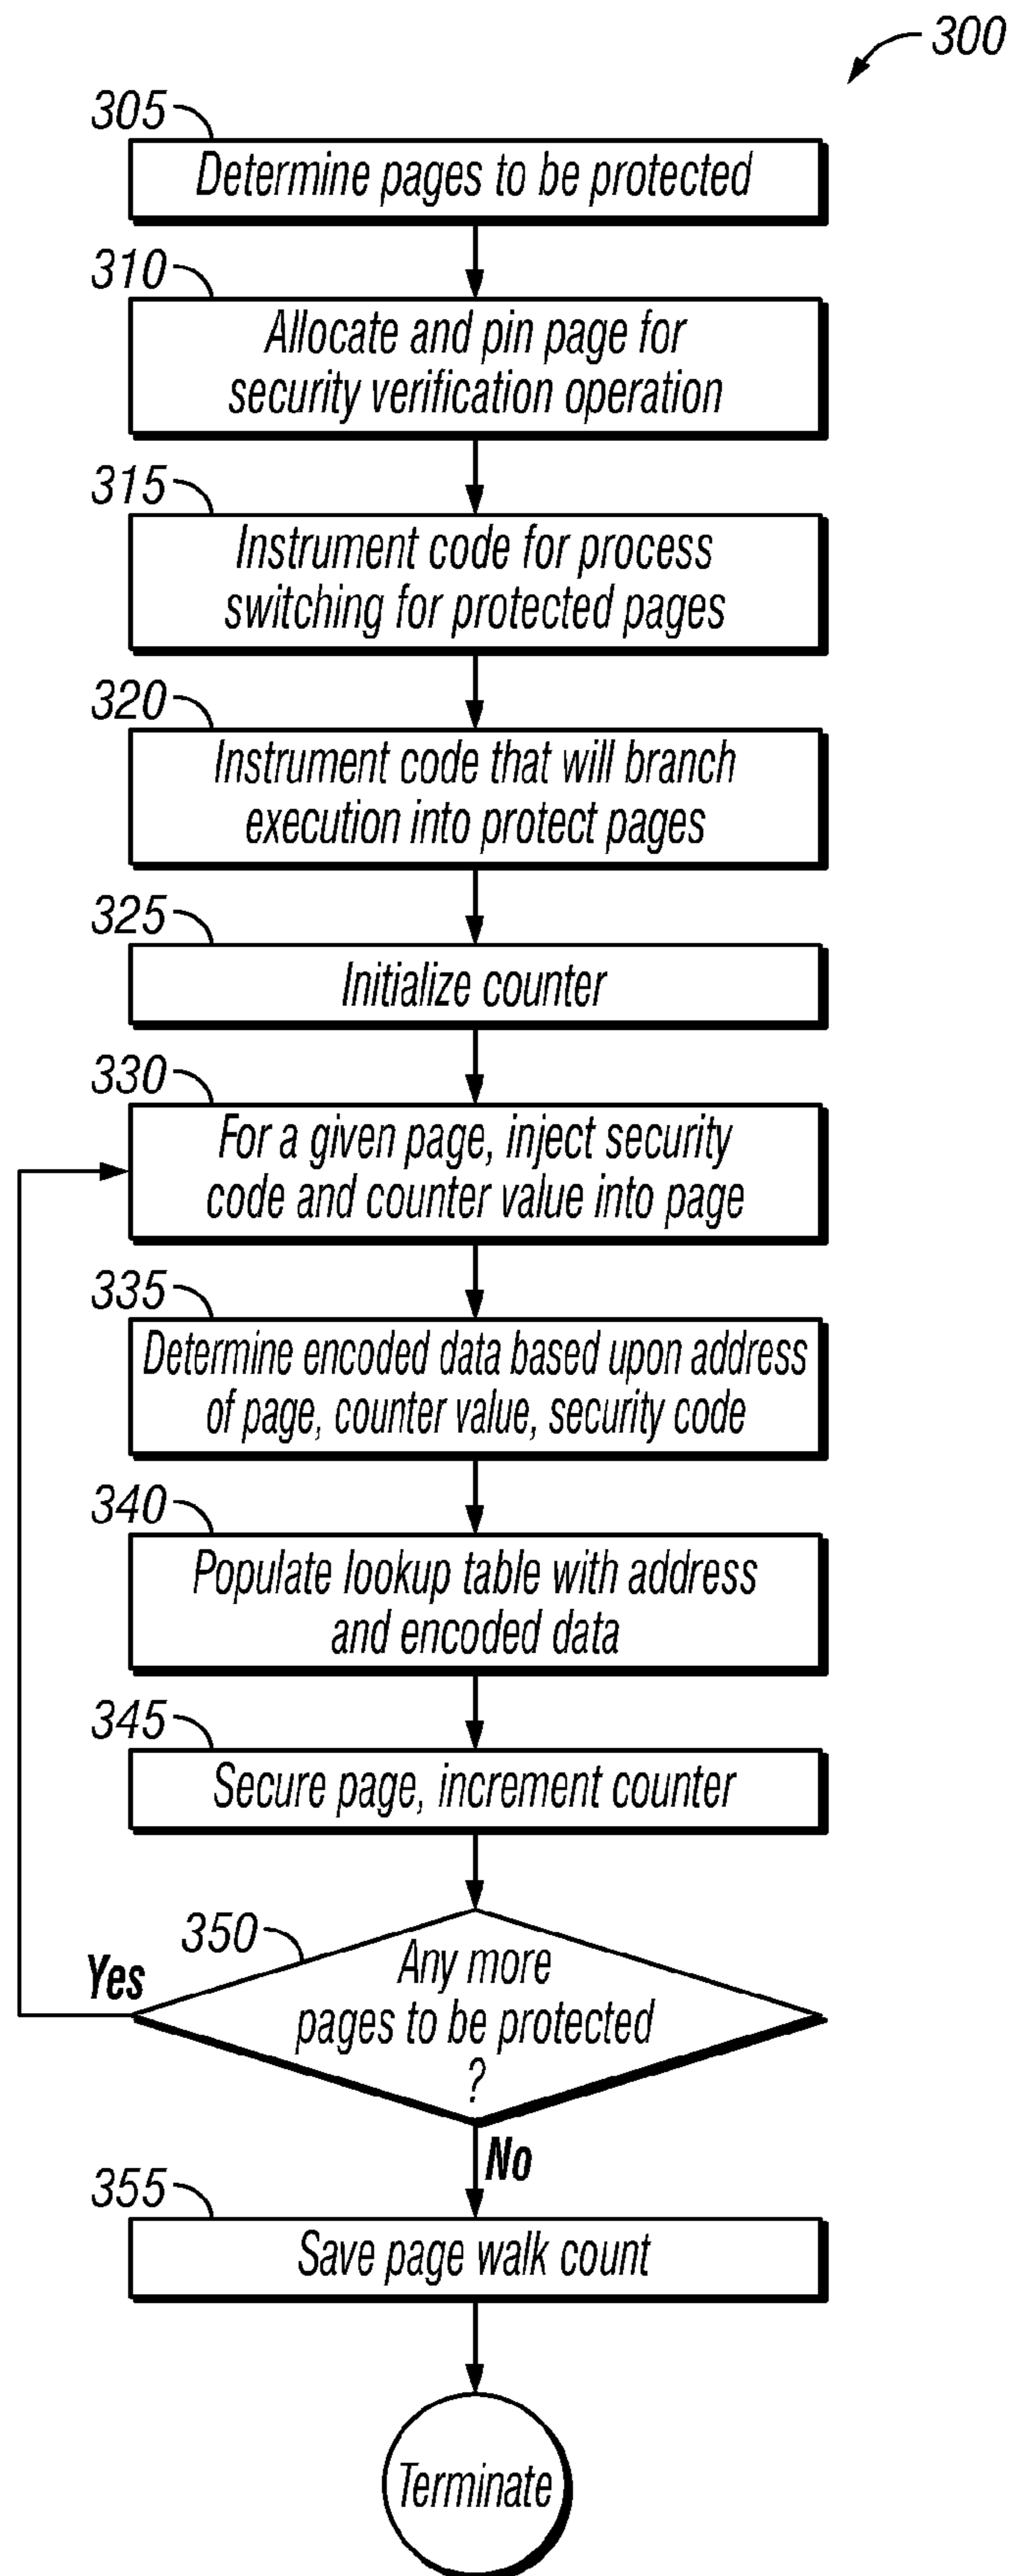 300
305
Determine pages to be protected
310
Allocate and pin page for
security verification operation
315
Instrument code for process
switching for protected pages
320
Instrument code that will branch
execution into protect pages
325
Initialize counter
330
For a given page, inject security
code and counter value into page
335
Determine encoded data based upon address
of page, counter value, security code
340
Populate lookup table with address
and encoded data
345
Secure page, increment counter
350
Any more
pages to be protected
?
Yes
No
355
Save page walk count
Terminate